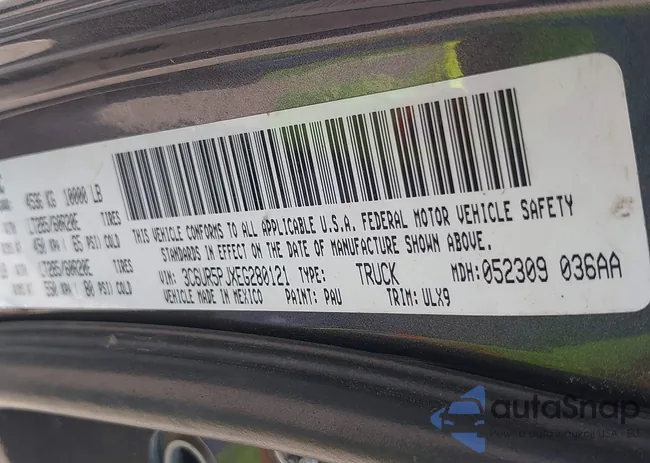 4536 KG 10000 LB
LT285/60R20E TIRES
450 KPA / 65 PSI COLD
LT285/60R20E TIRES
550 KPA / 80 PSI COLD
THIS VEHICLE CONFORMS TO ALL APPLICABLE U.S.A. FEDERAL MOTOR VEHICLE SAFETY
STANDARDS IN EFFECT ON THE DATE OF MANUFACTURE SHOWN ABOVE.
VIN: 3C6UR5PJXEG280121 TYPE: TRUCK MDH: 052309 036AA
VEHICLE MADE IN MEXICO PAINT: PAU TRIM: ULX9
autaSnap